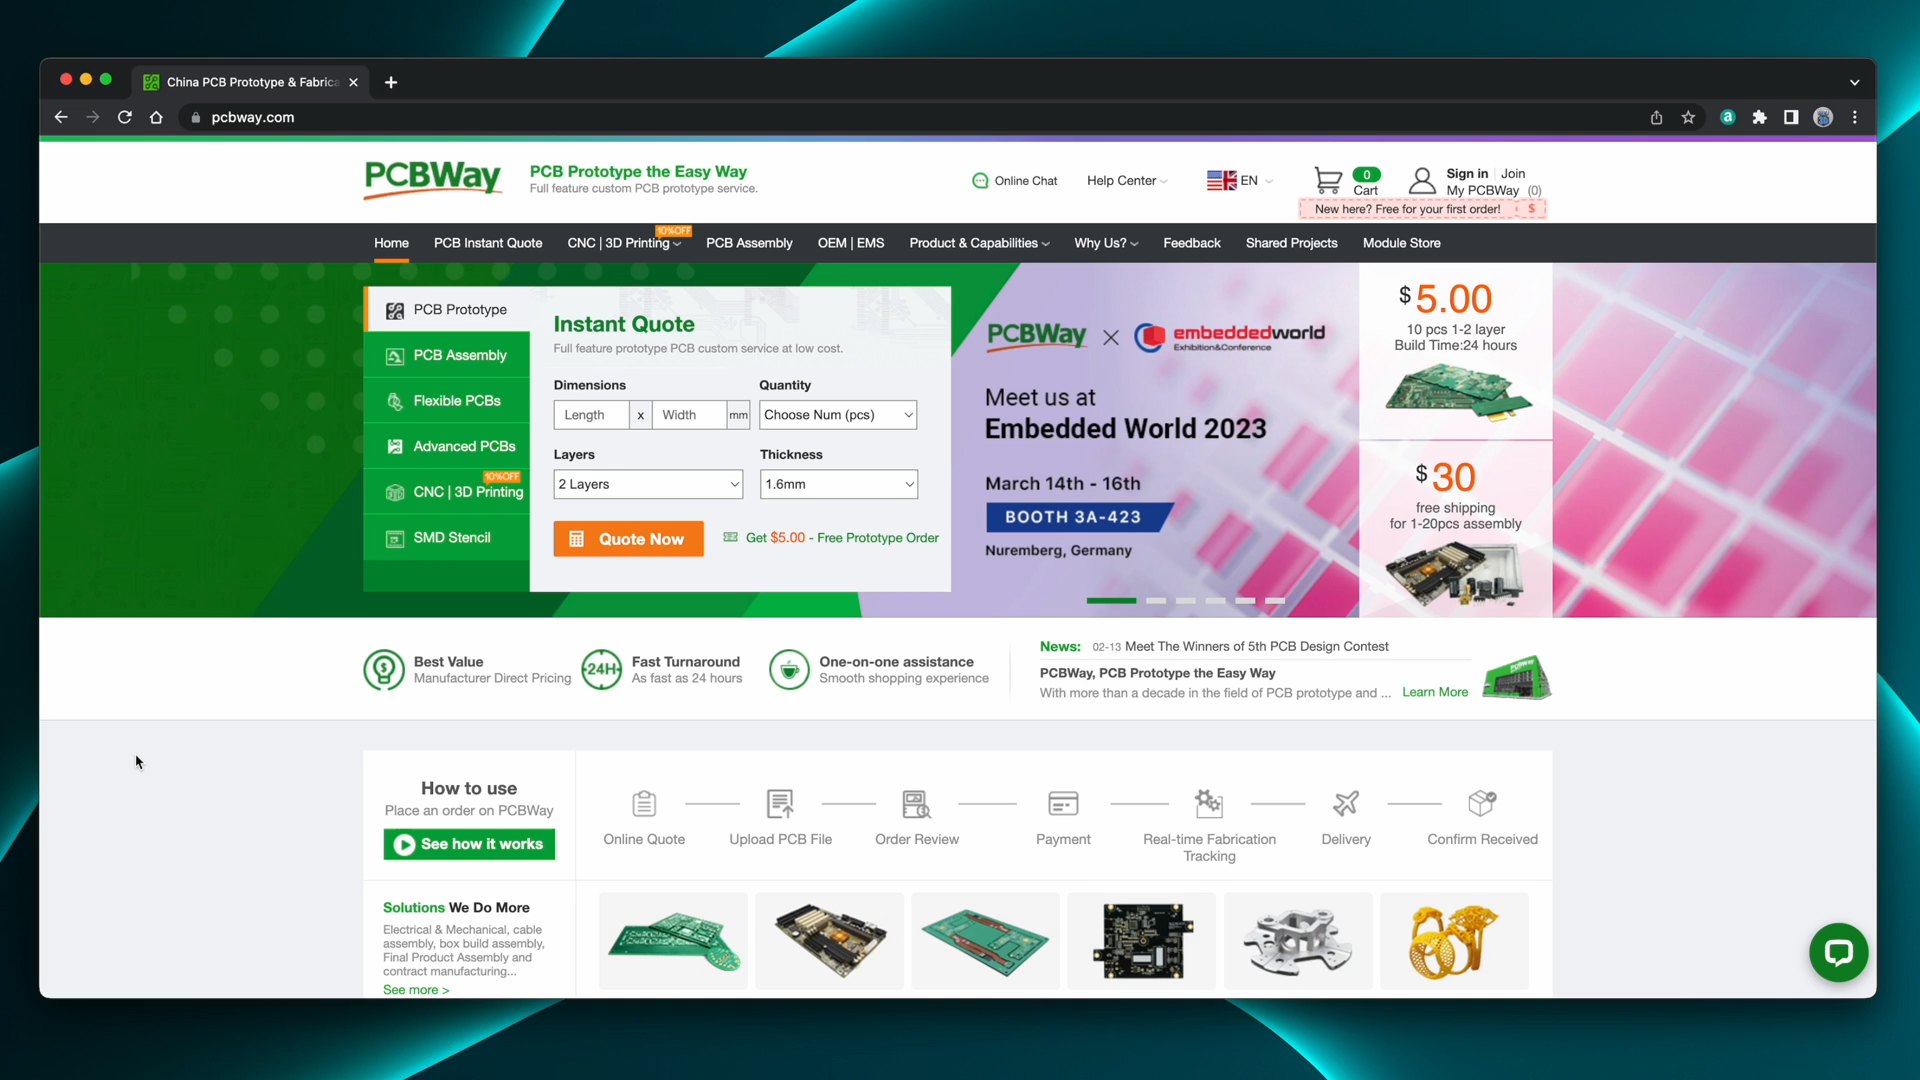 China PCB Prototype & Fabrica
pcbway.com
PCBWay
PCB Prototype the Easy Way
Full feature custom PCB prototype service.
Online Chat
Help Center
EN
0
Cart
Sign in Join
My PCBWay (0)
New here? Free for your first order! $
10%OFF
Home PCB Instant Quote CNC | 3D Printing PCB Assembly OEM | EMS Product & Capabilities Why Us? Feedback Shared Projects Module Store
PCB Prototype
PCB Assembly
Flexible PCBs
Advanced PCBs
10%OFF
CNC | 3D Printing
SMD Stencil
Instant Quote
Full feature prototype PCB custom service at low cost.
Dimensions Quantity
Length x Width mm Choose Num (pcs)
Layers Thickness
2 Layers 1.6mm
Quote Now
Get $5.00 - Free Prototype Order
PCBWay × embeddedworld
Exhibition&Conference
Meet us at
Embedded World 2023
March 14th - 16th
BOOTH 3A-423
Nuremberg, Germany
$5.00
10 pcs 1-2 layer
Build Time:24 hours
$30
free shipping
for 1-20pcs assembly
Best Value
Manufacturer Direct Pricing
24H
Fast Turnaround
As fast as 24 hours
One-on-one assistance
Smooth shopping experience
News: 02-13 Meet The Winners of 5th PCB Design Contest
PCBWay, PCB Prototype the Easy Way
With more than a decade in the field of PCB prototype and ... Learn More
How to use
Place an order on PCBWay
See how it works
Online Quote
Upload PCB File
Order Review
Payment
Real-time Fabrication
Tracking
Delivery
Confirm Received
Solutions We Do More
Electrical & Mechanical, cable
assembly, box build assembly,
Final Product Assembly and
contract manufacturing...
See more >